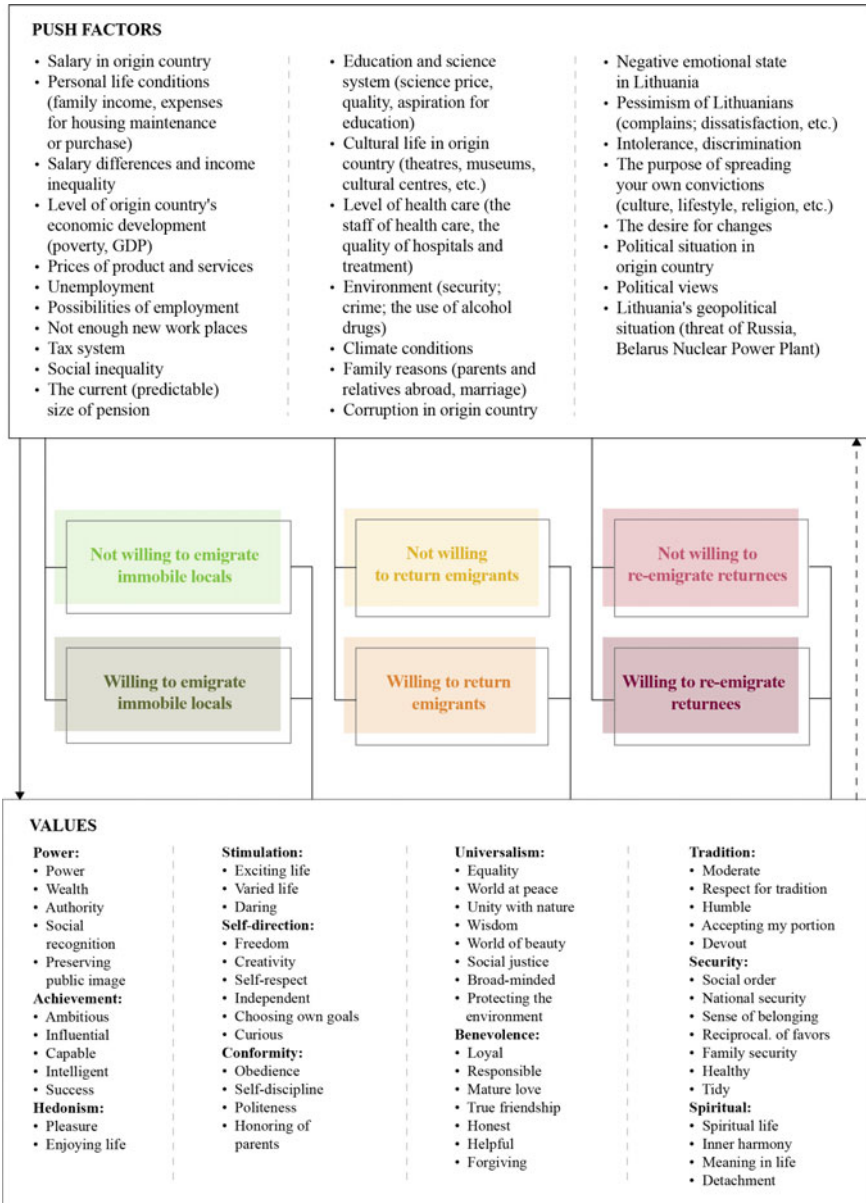 PUSH FACTORS
• Salary in origin country
• Personal life conditions
(family income, expenses
for housing maintenance
or purchase)
• Salary differences and income
inequality
• Level of origin country's
economic development
(poverty, GDP)
• Prices of product and services
• Unemployment
• Possibilities of employment
• Not enough new work places
• Tax system
• Social inequality
• The current (predictable)
size of pension
• Education and science
system (science price,
quality, aspiration for
education)
• Cultural life in origin
country (theatres, museums,
cultural centres, etc.)
• Level of health care (the
staff of health care, the
quality of hospitals and
treatment)
• Environment (security;
crime; the use of alcohol
drugs)
• Climate conditions
• Family reasons (parents and
relatives abroad, marriage)
• Corruption in origin country
• Negative emotional state
in Lithuania
• Pessimism of Lithuanians
(complains; dissatisfaction, etc.)
• Intolerance, discrimination
• The purpose of spreading
your own convictions
(culture, lifestyle, religion, etc.)
• The desire for changes
• Political situation in
origin country
• Political views
• Lithuania's geopolitical
situation (threat of Russia,
Belarus Nuclear Power Plant)
Not willing to emigrate
immobile locals
Not willing
to return emigrants
Not willing to
re-emigrate returnees
Willing to emigrate
immobile locals
Willing to return
emigrants
Willing to re-emigrate
returnees
VALUES
Power:
• Power
• Wealth
• Authority
• Social
recognition
• Preserving
public image
Achievement:
• Ambitious
• Influential
• Capable
• Intelligent
• Success
Hedonism:
• Pleasure
• Enjoying life
Stimulation:
• Exciting life
• Varied life
• Daring
Self-direction:
• Freedom
• Creativity
• Self-respect
• Independent
• Choosing own goals
• Curious
Conformity:
• Obedience
• Self-discipline
• Politeness
• Honoring of
parents
Universalism:
• Equality
• World at peace
• Unity with nature
• Wisdom
• World of beauty
• Social justice
• Broad-minded
• Protecting the
environment
Benevolence:
• Loyal
• Responsible
• Mature love
• True friendship
• Honest
• Helpful
• Forgiving
Tradition:
• Moderate
• Respect for tradition
• Humble
• Accepting my portion
• Devout
Security:
• Social order
• National security
• Sense of belonging
• Reciprocal. of favors
• Family security
• Healthy
• Tidy
Spiritual:
• Spiritual life
• Inner harmony
• Meaning in life
• Detachment